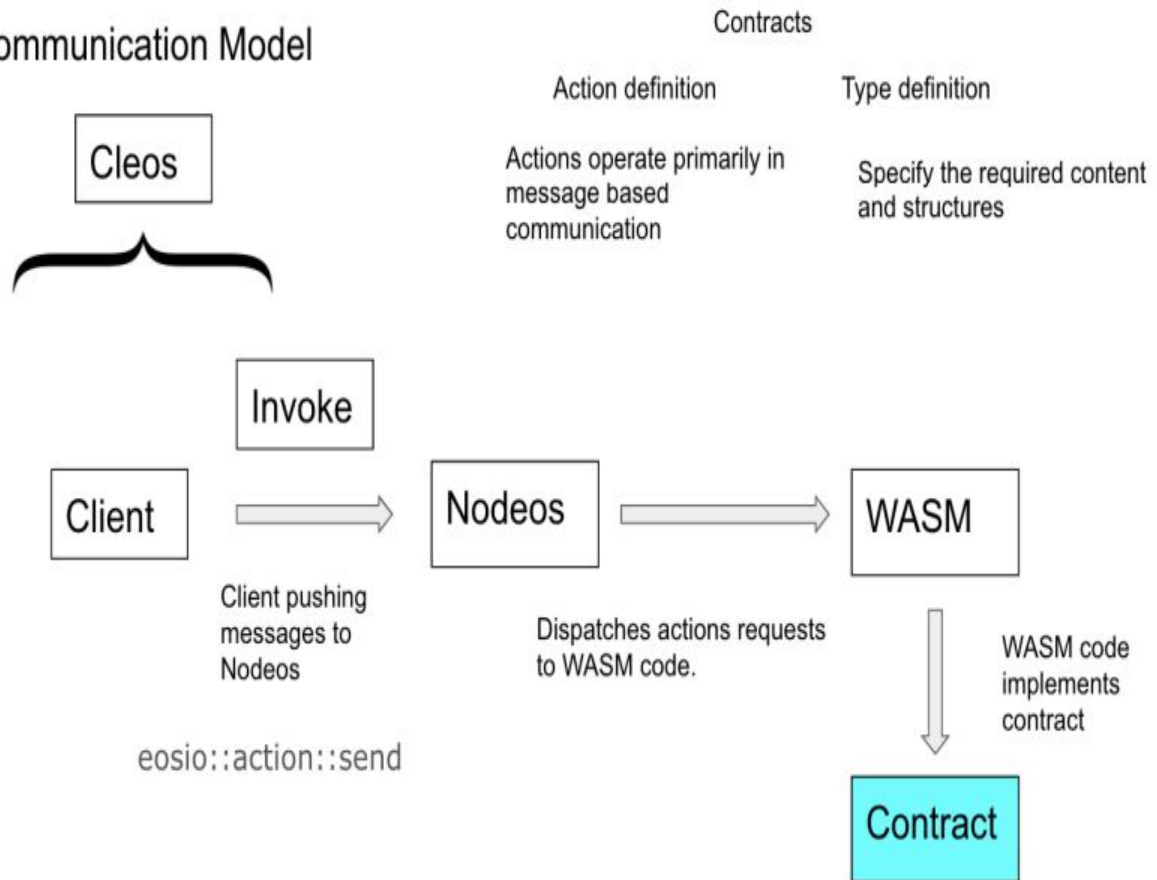 ommunication Model
Contracts
Action definition
Type definition
Cleos
Actions operate primarily in
message based
communication
Specify the required content
and structures
Invoke
Client
Nodeos
WASM
Client pushing
messages to
Nodeos
Dispatches actions requests
to WASM code.
WASM code
implements
contract
eosio::action::send
Contract